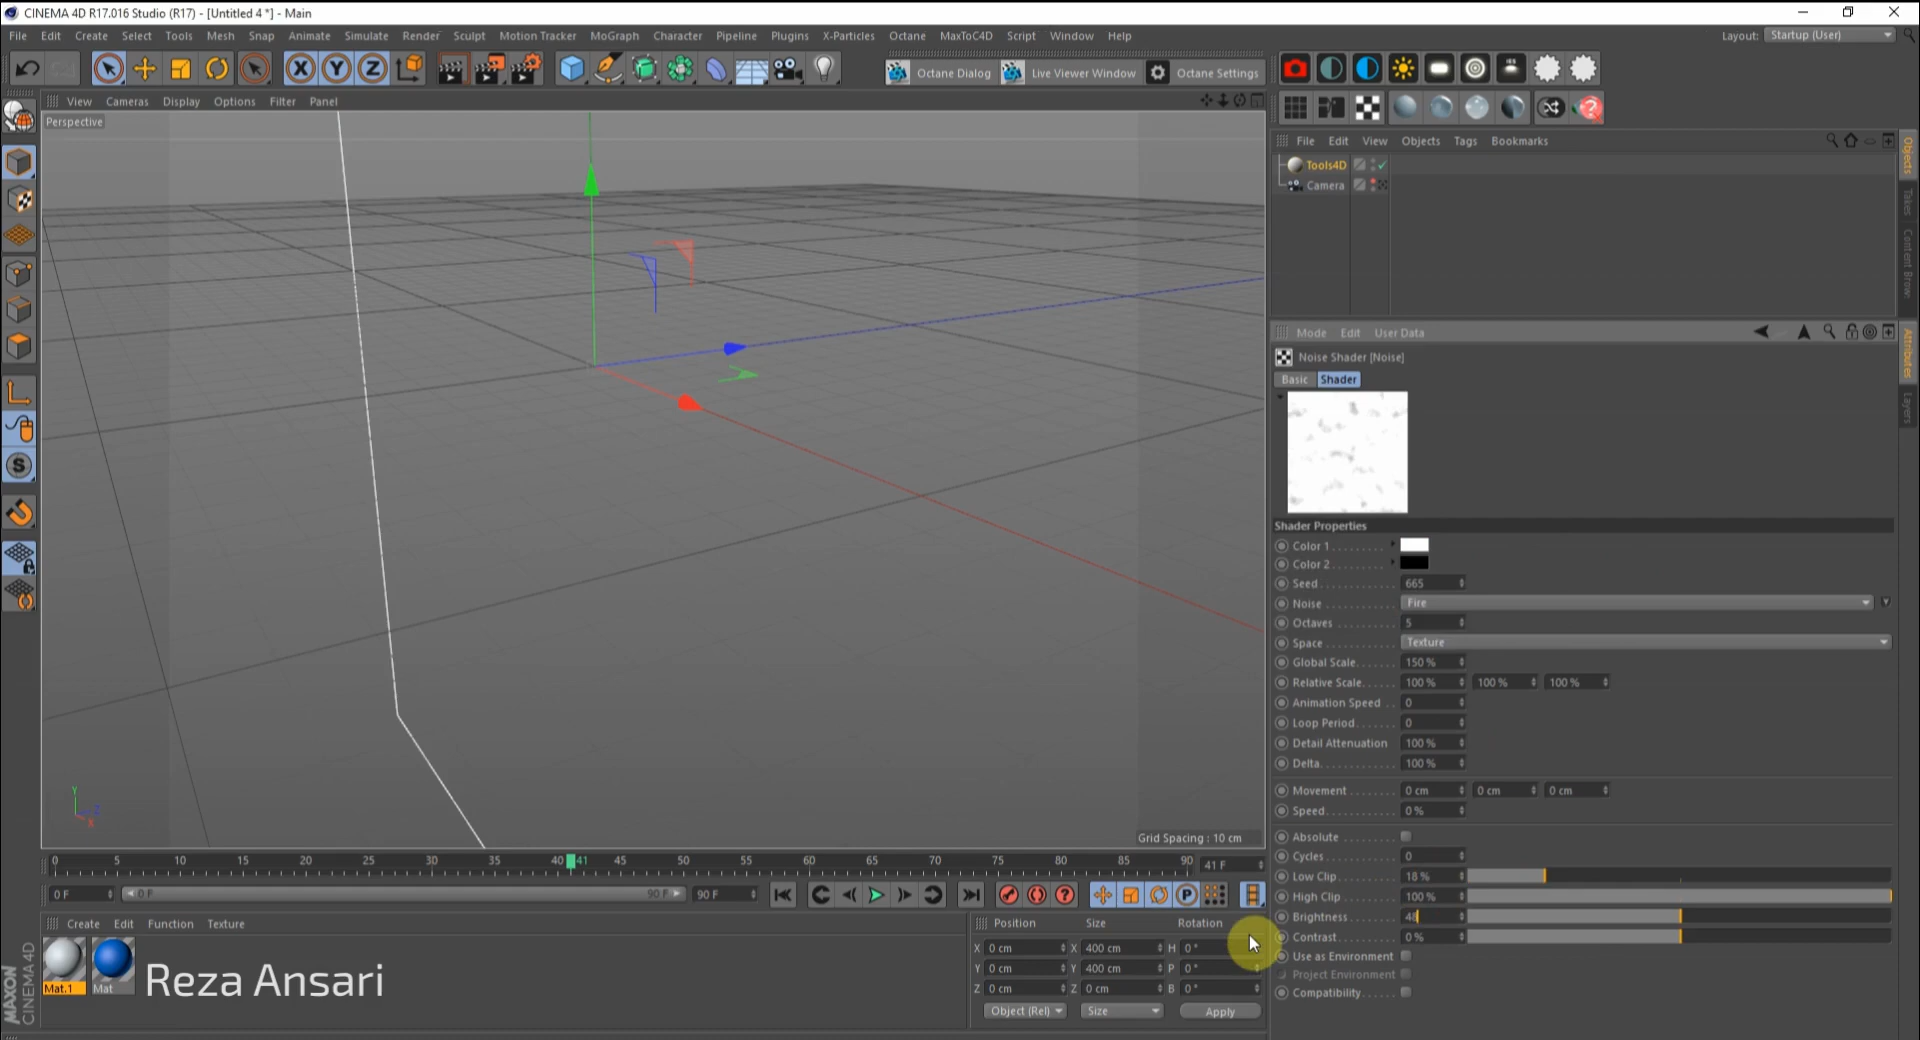 CINEMA 4D R17.016 Studio (R17) - [Untitled 4 *] - Main
File Edit Create Select Tools Mesh Snap Animate Simulate Render Sculpt Motion Tracker MoGraph Character Pipeline Plugins X-Particles Octane MaxToC4D Script Window Help Layout: Startup (User)
X Y Z Octane Dialog Live Viewer Window Octane Settings
View Cameras Display Options Filter Panel
Perspective
File Edit View Objects Tags Bookmarks
Tools4D
Camera
Objects
Takes
Content Brow
Mode Edit User Data
Attributes
Layers
Noise Shader [Noise]
Basic Shader
Shader Properties
Color 1
Color 2
Seed 665
Noise Fire
Octaves 5
Space Texture
Global Scale 150 %
Relative Scale 100 % 100 % 100 %
Animation Speed 0
Loop Period 0
Detail Attenuation 100 %
Delta 100 %
Movement 0 cm 0 cm 0 cm
Speed 0 %
Absolute
Cycles 0
Low Clip 18 %
High Clip 100 %
Brightness 48
Contrast 0 %
Use as Environment
Project Environment
Compatibility
Y
Z
X
Grid Spacing : 10 cm
0 5 10 15 20 25 30 35 40 41 45 50 55 60 65 70 75 80 85 90 41 F
0 F 0 F 90 F 90 F
Create Edit Function Texture
Mat.1 Mat
Reza Ansari
MAXON
CINEMA 4D
Position Size Rotation
X 0 cm X 400 cm H 0 °
Y 0 cm Y 400 cm P 0 °
Z 0 cm Z 0 cm B 0 °
Object (Rel) Size Apply